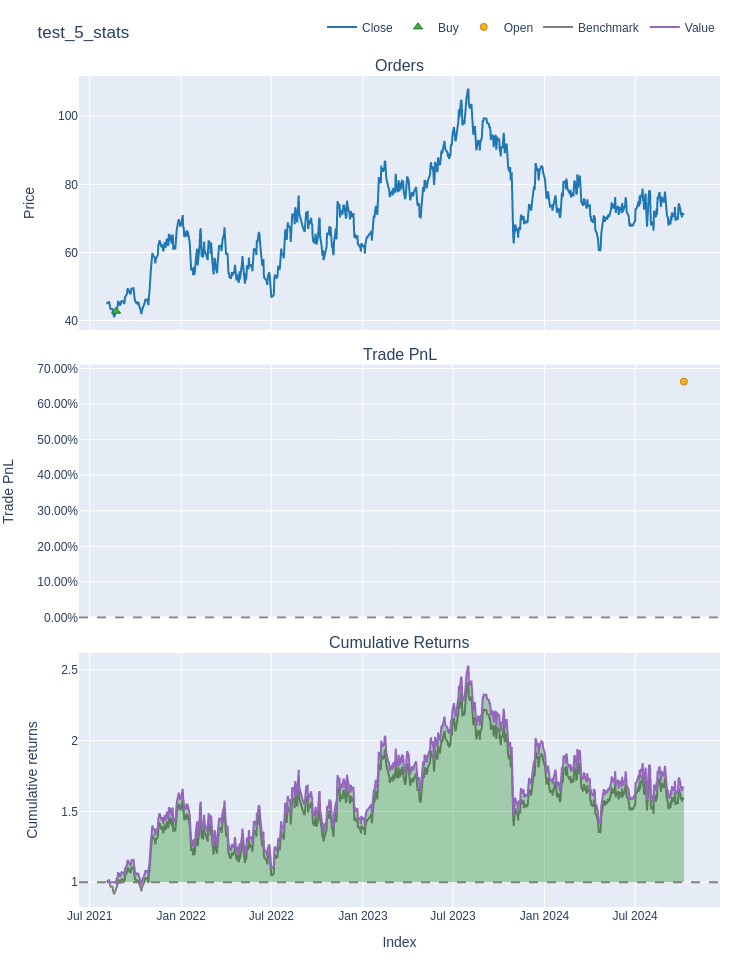 test_5_stats
Close Buy Open Benchmark Value
Orders
100
80
60
40
Price
Trade PnL
70.00%
60.00%
50.00%
40.00%
30.00%
20.00%
10.00%
0.00%
Trade PnL
Cumulative Returns
2.5
2
1.5
1
Cumulative returns
Jul 2021 Jan 2022 Jul 2022 Jan 2023 Jul 2023 Jan 2024 Jul 2024
Index